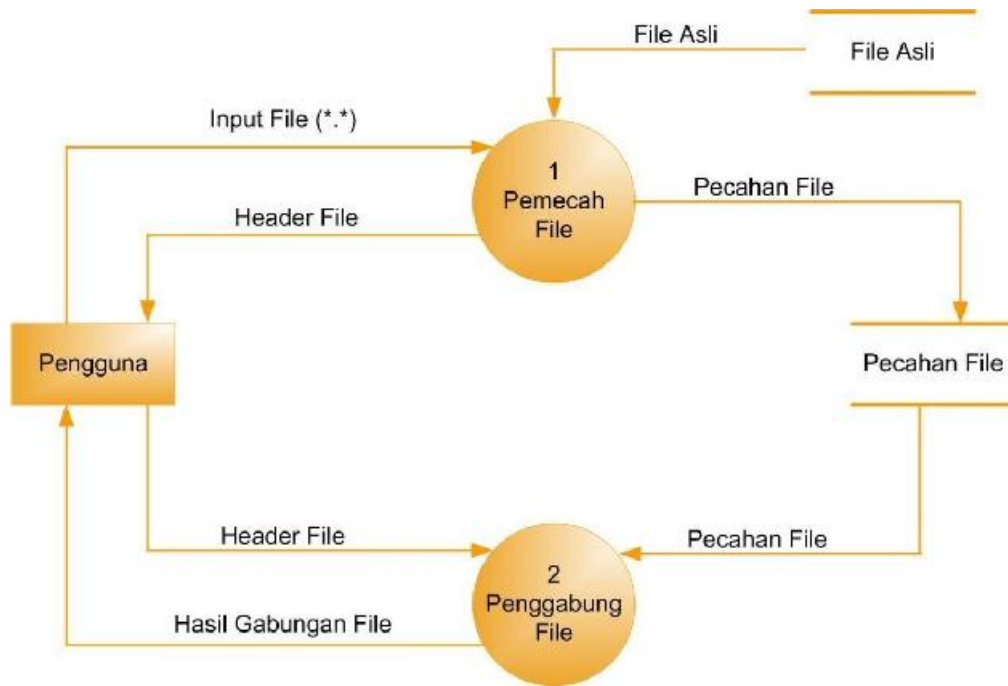 File Asli
File Asli
Input File (*.*)
1
Pemecah
File
Pecahan File
Header File
Pengguna
Pecahan File
Header File
2
Penggabung
File
Pecahan File
Hasil Gabungan File